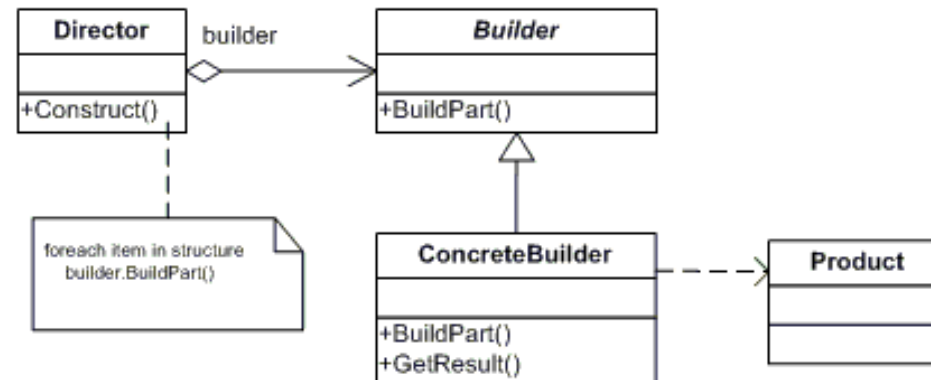 Director
builder
Builder
+Construct()
+BuildPart()
foreach item in structure
builder.BuildPart()
ConcreteBuilder
Product
+BuildPart()
+GetResult()